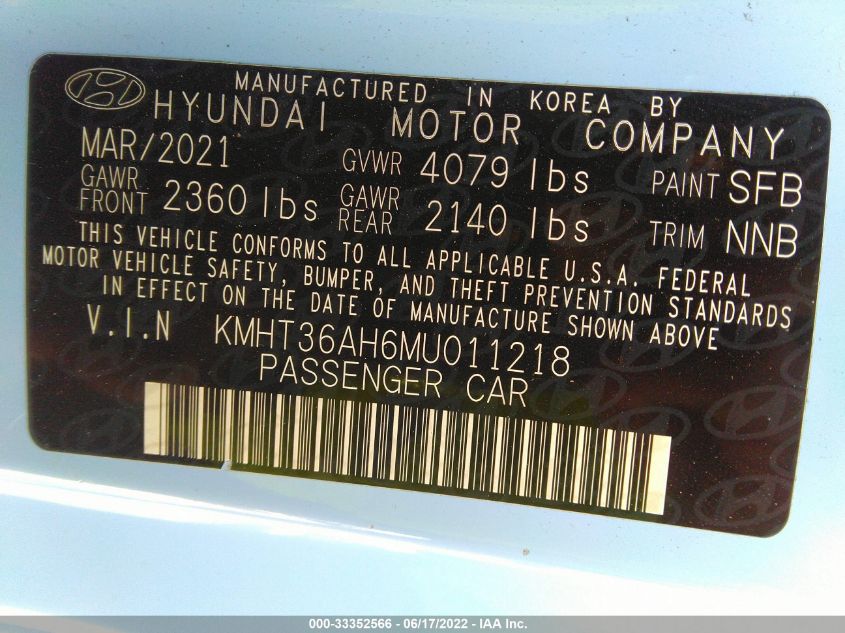 MANUFACTURED IN KOREA BY
HYUNDAI MOTOR COMPANY
MAR/2021 GVWR 4079 lbs PAINT SFB
GAWR FRONT 2360 lbs GAWR REAR 2140 lbs TRIM NNB
THIS VEHICLE CONFORMS TO ALL APPLICABLE U.S.A. FEDERAL
MOTOR VEHICLE SAFETY, BUMPER, AND THEFT PREVENTION STANDARDS
IN EFFECT ON THE DATE OF MANUFACTURE SHOWN ABOVE
V.I.N KMHT36AH6MU011218
PASSENGER CAR
000-33352566 - 06/17/2022 - IAA Inc.